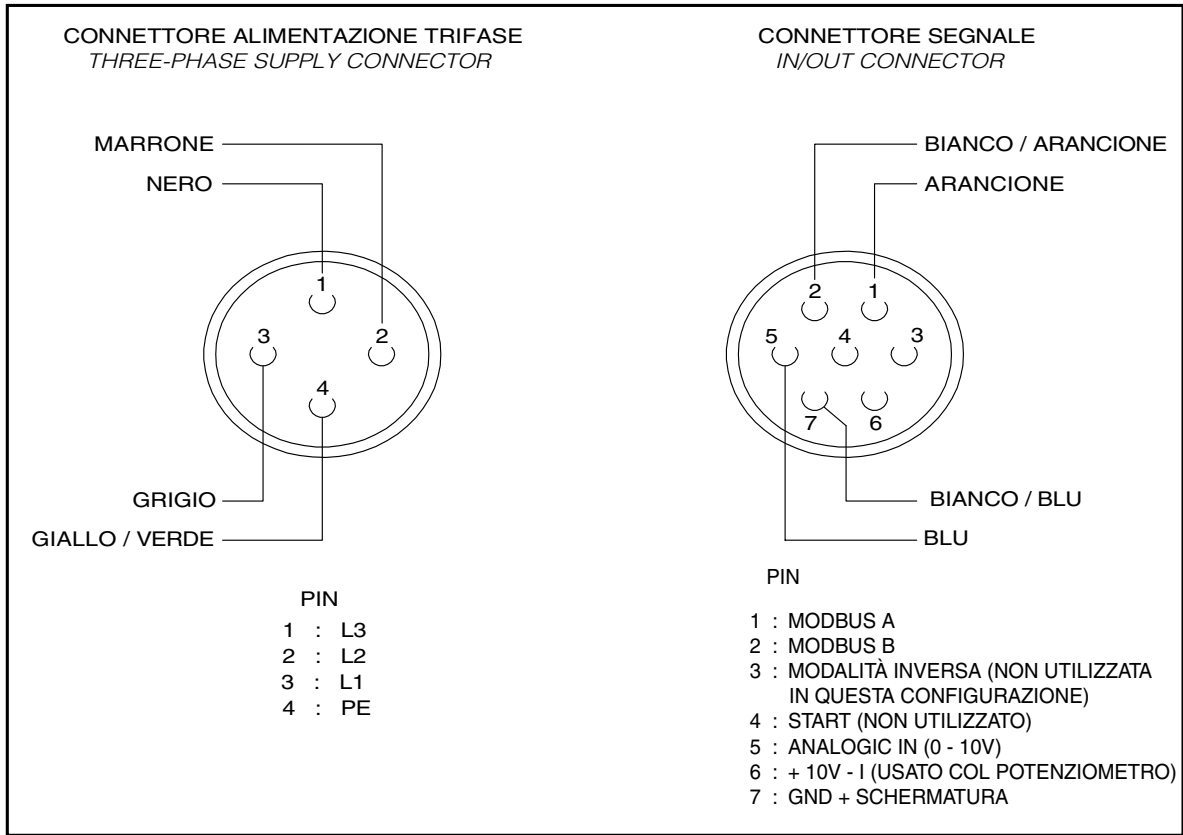 CONNETTORE ALIMENTAZIONE TRIFASE
THREE-PHASE SUPPLY CONNECTOR
MARRONE
NERO
1
3
2
4
GRIGIO
GIALLO / VERDE
PIN
1 : L3
2 : L2
3 : L1
4 : PE
CONNETTORE SEGNALE
IN/OUT CONNECTOR
BIANCO / ARANCIONE
ARANCIONE
2 1
5 4 3
7 6
BIANCO / BLU
BLU
PIN
1 : MODBUS A
2 : MODBUS B
3 : MODALITÀ INVERSA (NON UTILIZZATA
IN QUESTA CONFIGURAZIONE)
4 : START (NON UTILIZZATO)
5 : ANALOGIC IN (0 - 10V)
6 : + 10V - I (USATO COL POTENZIOMETRO)
7 : GND + SCHERMATURA